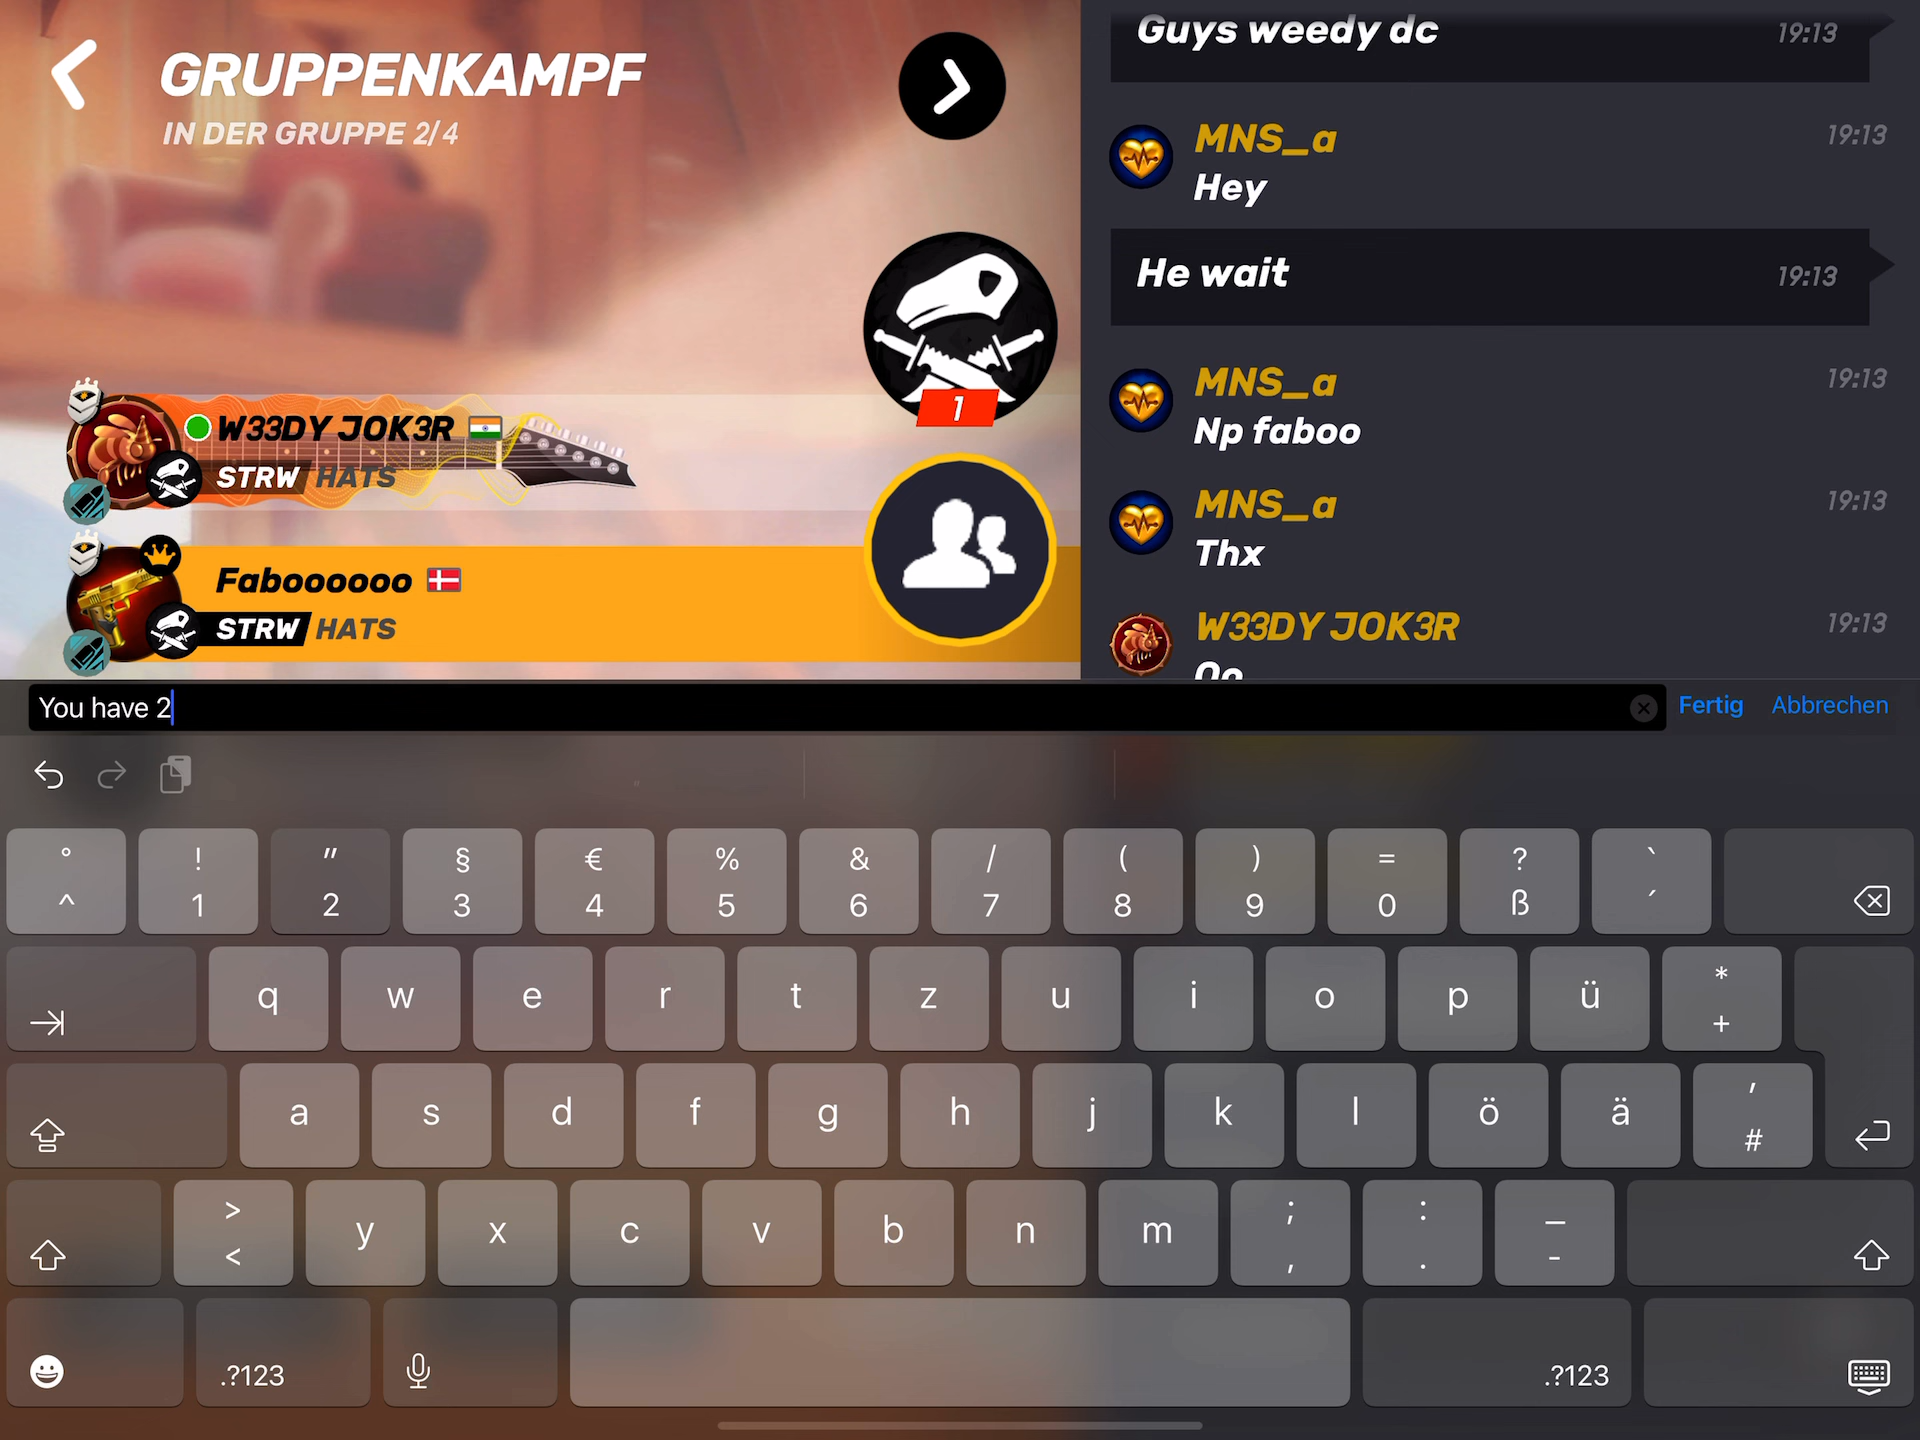 GRUPPENKAMPF
IN DER GRUPPE 2/4
1
W33DY JOK3R
STRW HATS
Faboooooo
STRW HATS
Guys weedy dc 19:13
MNS_a 19:13
Hey
He wait 19:13
MNS_a 19:13
Np faboo
MNS_a 19:13
Thx
W33DY JOK3R 19:13
You have 2 Fertig Abbrechen
° ! " § € % & / ( ) = ? `
^ 1 2 3 4 5 6 7 8 9 0 ß ´
q w e r t z u i o p ü * +
a s d f g h j k l ö ä ' #
> < y x c v b n m ; , : . _ -
.?123 .?123